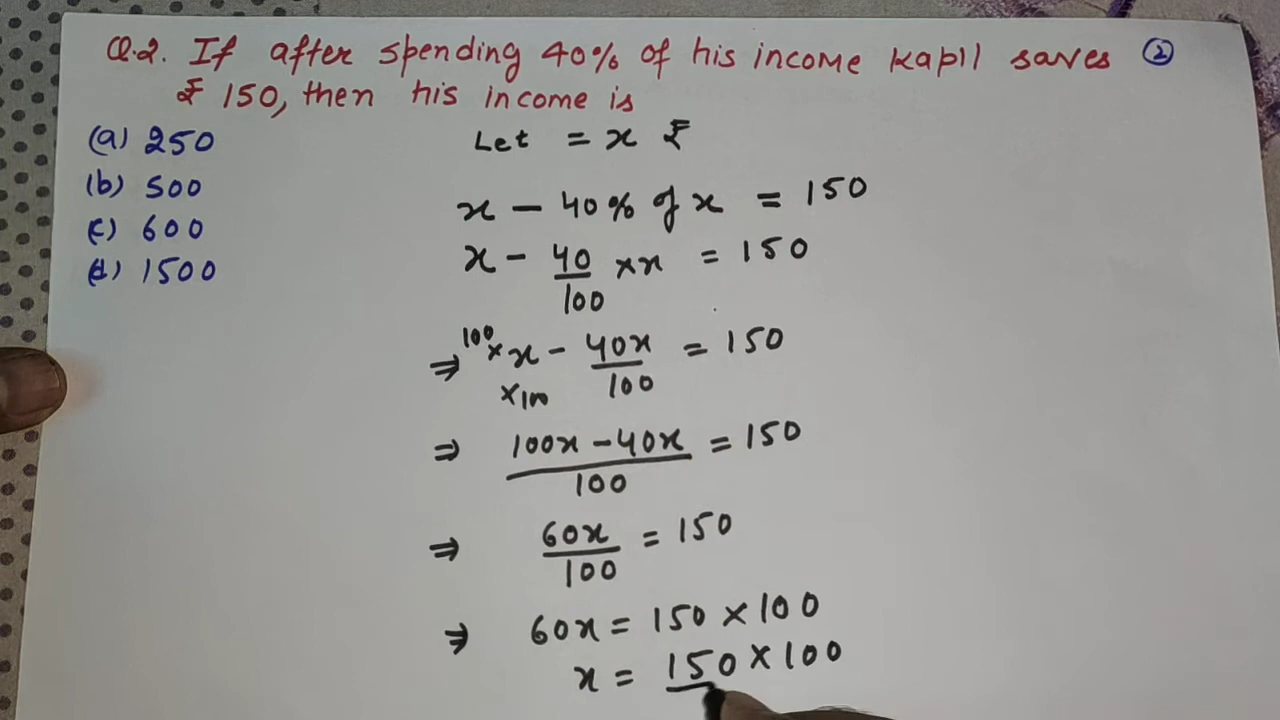 Q.2. If after spending 40% of his income Kapil saves ②
₹ 150, then his income is
(a) 250
(b) 500
(c) 600
(d) 1500
Let = x ₹
x - 40% of x = 150
x - 40/100 × x = 150
⇒ 100 × x - 40x/100 = 150
×100
⇒ 100x - 40x/100 = 150
⇒ 60x/100 = 150
⇒ 60x = 150 × 100
x = 150 × 100